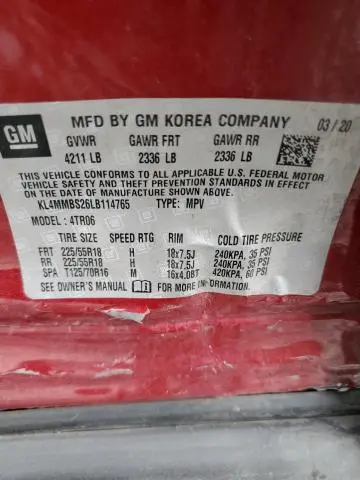 GM
MFD BY GM KOREA COMPANY 03/20
GVWR GAWR FRT GAWR RR
4211 LB 2336 LB 2336 LB
THIS VEHICLE CONFORMS TO ALL APPLICABLE U.S. FEDERAL MOTOR
VEHICLE SAFETY, BUMPER, AND THEFT PREVENTION STANDARDS
IN EFFECT ON THE DATE OF MANUFACTURE SHOWN ABOVE.
KL4MMBS26LB114765 TYPE: MPV
MODEL: 4TR06
TIRE SIZE SPEED RTG RIM COLD TIRE PRESSURE
FRT 225/55R18 H 18x7.5J 240KPA, 35 PSI
RR 225/55R18 H 18x7.5J 240KPA, 35 PSI
SPA T125/70R16 M 16x4.0BT 420KPA, 60 PSI
SEE OWNER'S MANUAL FOR MORE INFORMATION.